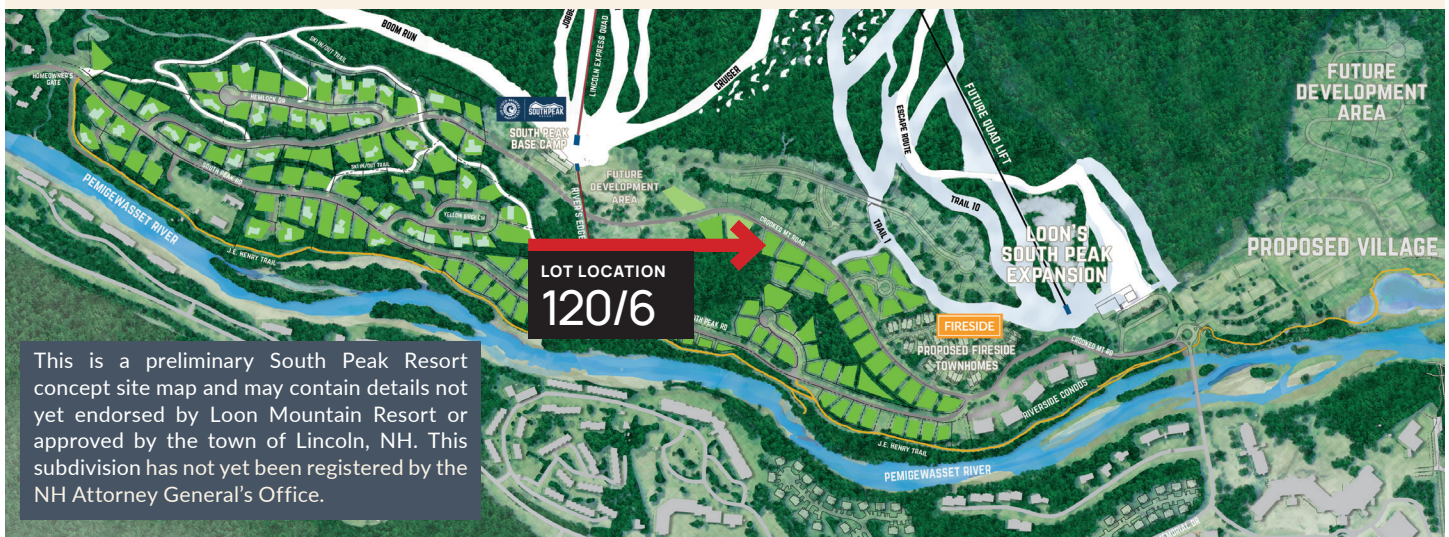 BOOM RUN
SKI IN/OUT TRAIL
LINCOLN EXPRESS QUAD
CRUISER
HOMEOWNER'S
GATE
HEMLOCK DR
SOUTHPEAK
SOUTH PEAK
BASE CAMP
ESCAPE ROUTE
FUTURE QUAD LIFT
FUTURE
DEVELOPMENT
AREA
SKI IN/OUT TRAIL
SOUTH PEAK RD
FUTURE
DEVELOPMENT
AREA
RIVER'S EDGE
YELLOW BIRCH LN
PEMIGEWASSET RIVER
J.E. HENRY TRAIL
CROOKED MT ROAD
TRAIL 1
TRAIL 10
LOON'S
SOUTH PEAK
EXPANSION
PROPOSED VILLAGE
LOT LOCATION
120/6
PEAK RD
FIRESIDE
PROPOSED FIRESIDE
TOWNHOMES
CROOKED MT RD
RIVERSIDE CONDOS
J.E. HENRY TRAIL
PEMIGEWASSET RIVER
This is a preliminary South Peak Resort
concept site map and may contain details not
yet endorsed by Loon Mountain Resort or
approved by the town of Lincoln, NH. This
subdivision has not yet been registered by the
NH Attorney General's Office.